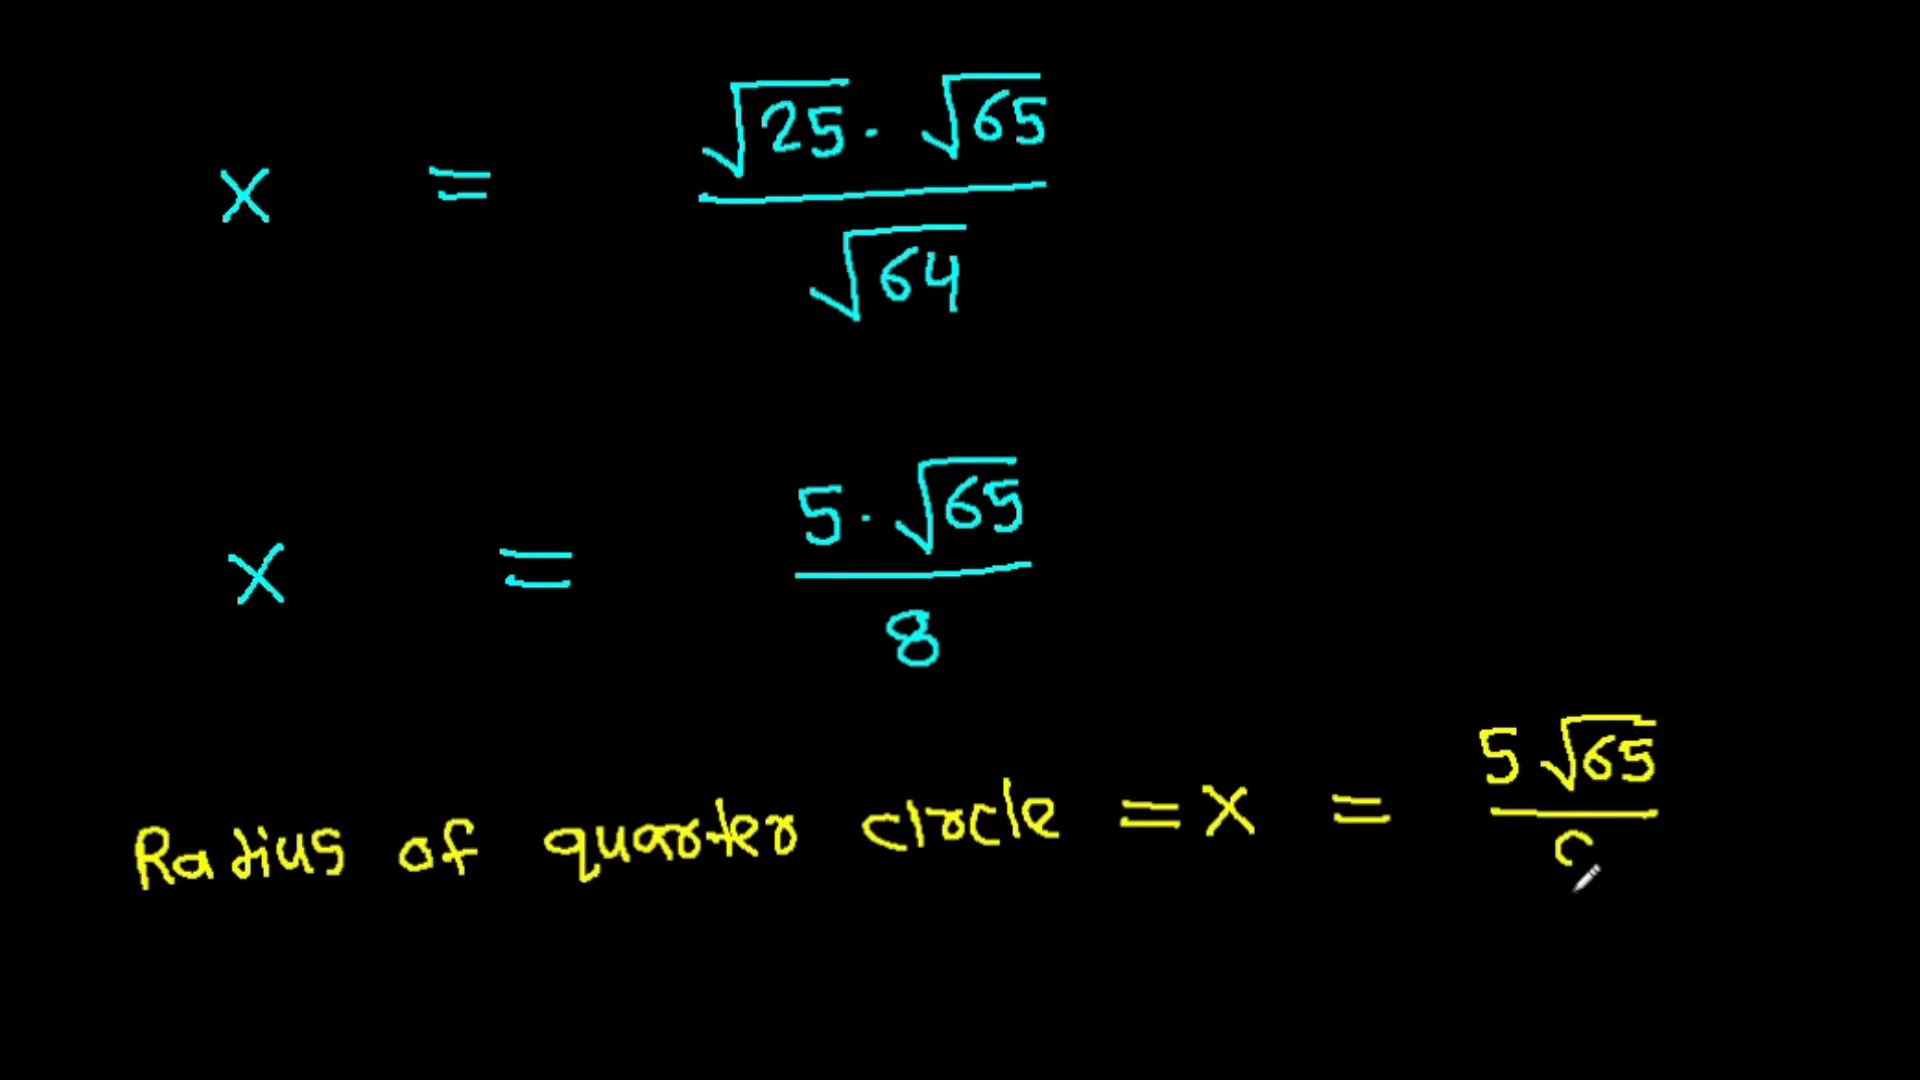 x = √25 · √65 / √64
x = 5 · √65 / 8
Radius of quarter circle = x = 5 √65 /